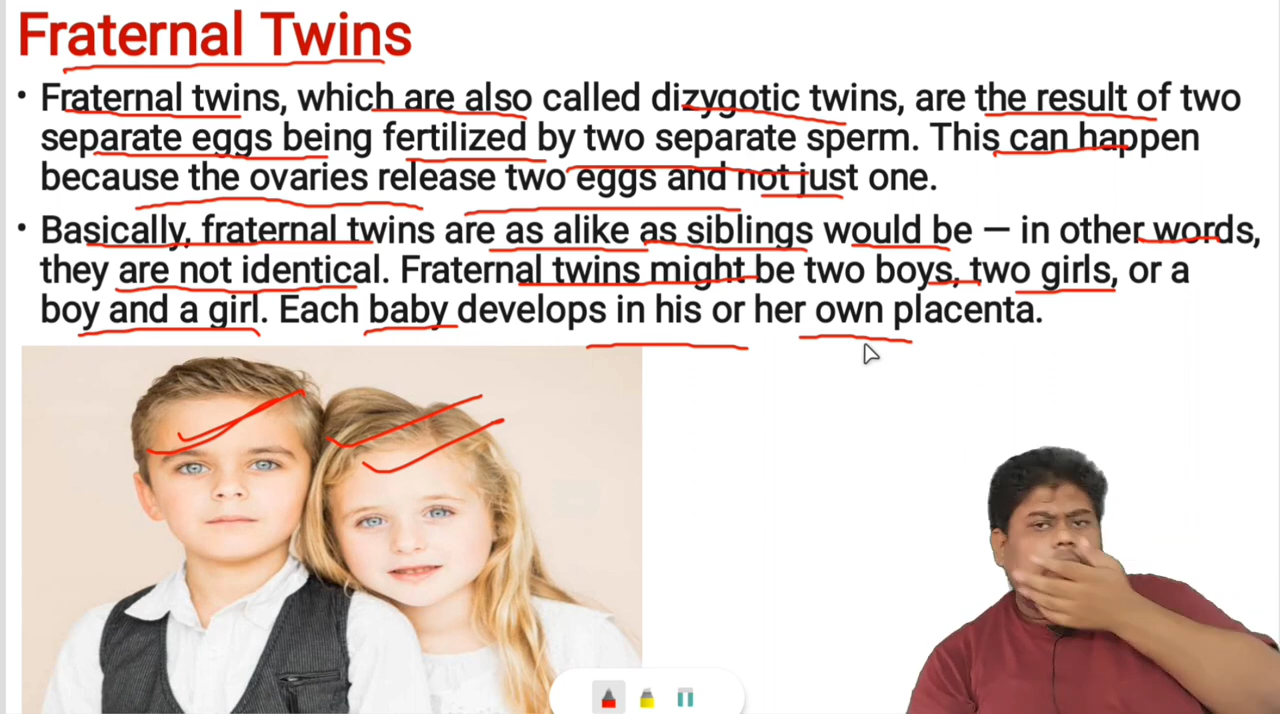 Fraternal Twins
• Fraternal twins, which are also called dizygotic twins, are the result of two
separate eggs being fertilized by two separate sperm. This can happen
because the ovaries release two eggs and not just one.
• Basically, fraternal twins are as alike as siblings would be — in other words,
they are not identical. Fraternal twins might be two boys, two girls, or a
boy and a girl. Each baby develops in his or her own placenta.